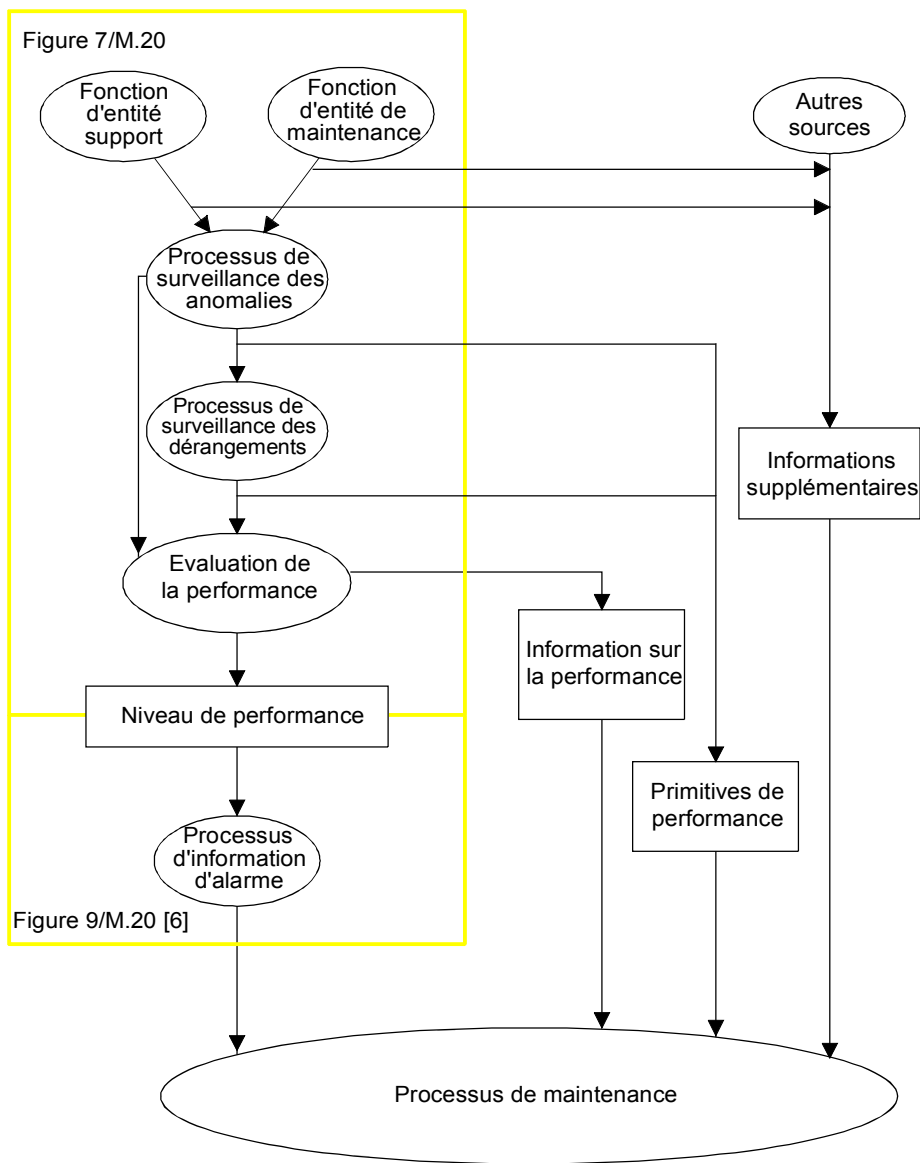 Figure 7/M.20
Fonction
d'entité
support
Fonction
d'entité de
maintenance
Autres
sources
Processus de
surveillance des
anomalies
Processus de
surveillance des
dérangements
Informations
supplémentaires
Evaluation de
la performance
Information sur
la performance
Niveau de performance
Primitives de
performance
Processus
d'information
d'alarme
Figure 9/M.20 [6]
Processus de maintenance